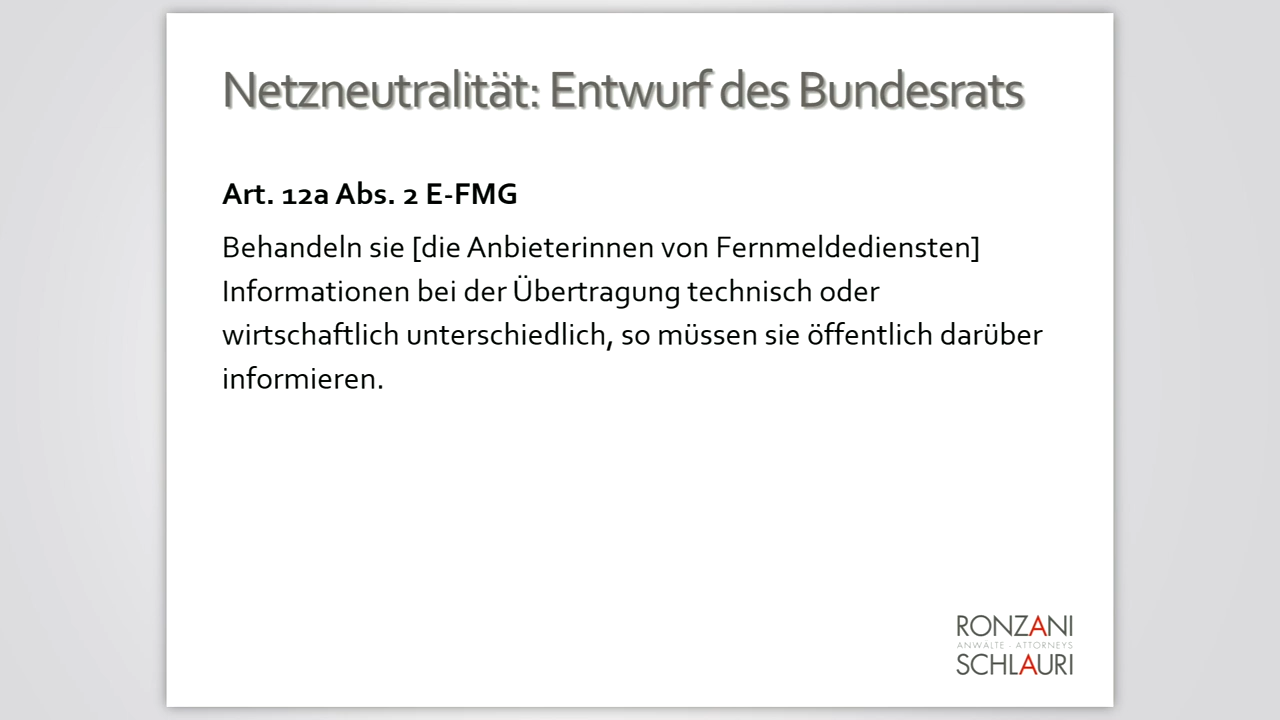 Netzneutralität: Entwurf des Bundesrats
Art. 12a Abs. 2 E-FMG
Behandeln sie [die Anbieterinnen von Fernmeldediensten]
Informationen bei der Übertragung technisch oder
wirtschaftlich unterschiedlich, so müssen sie öffentlich darüber
informieren.
RONZANI
ANWÄLTE - ATTORNEYS
SCHLAURI